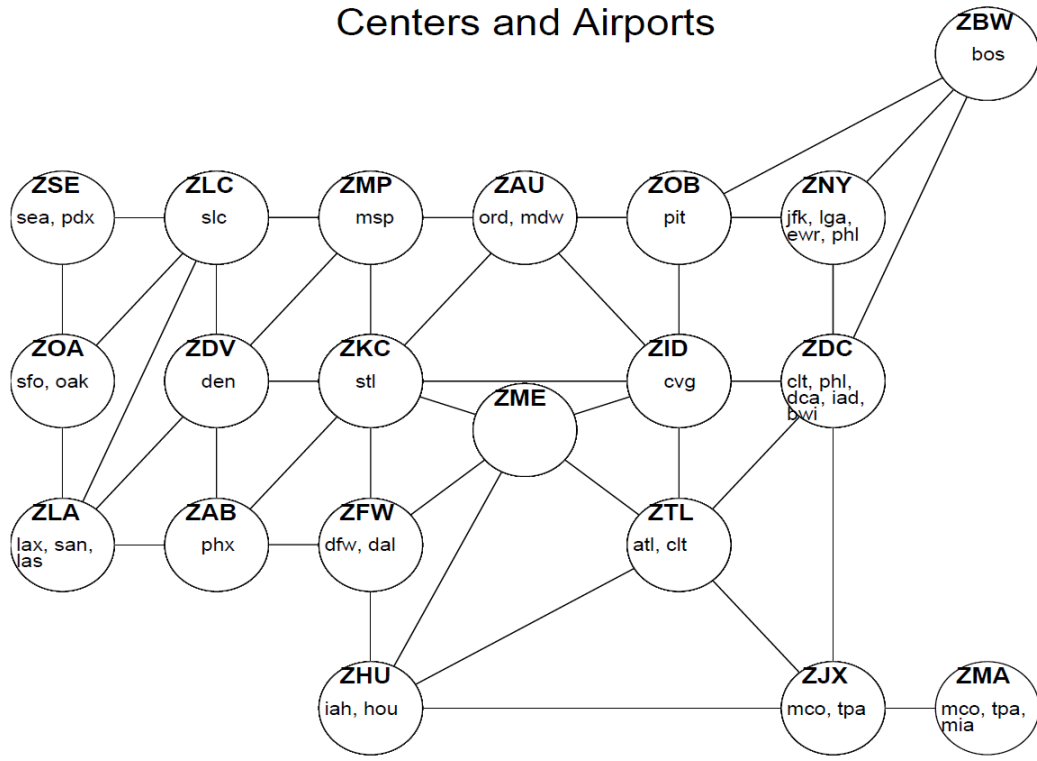 Centers and Airports
ZBW
bos
ZSE
sea, pdx
ZLC
slc
ZMP
msp
ZAU
ord, mdw
ZOB
pit
ZNY
jfk, lga,
ewr, phl
ZOA
sfo, oak
ZDV
den
ZKC
stl
ZME
ZID
cvg
ZDC
clt, phl,
dca, iad,
bwi
ZLA
lax, san,
las
ZAB
phx
ZFW
dfw, dal
ZTL
atl, clt
ZHU
iah, hou
ZJX
mco, tpa
ZMA
mco, tpa,
mia